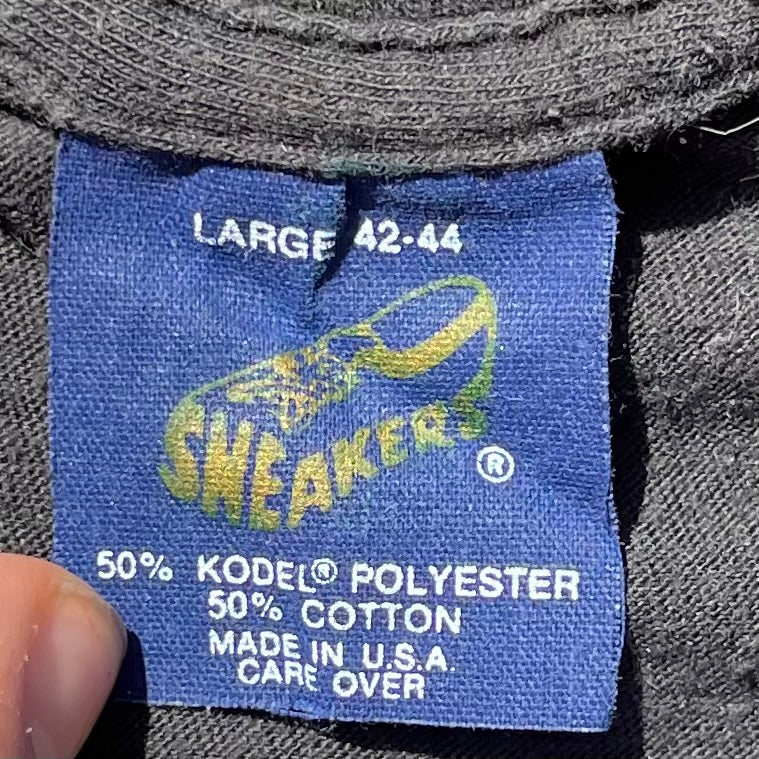 LARGE 42-44
SNEAKERS®
50% KODEL® POLYESTER
50% COTTON
MADE IN U.S.A.
CARE OVER